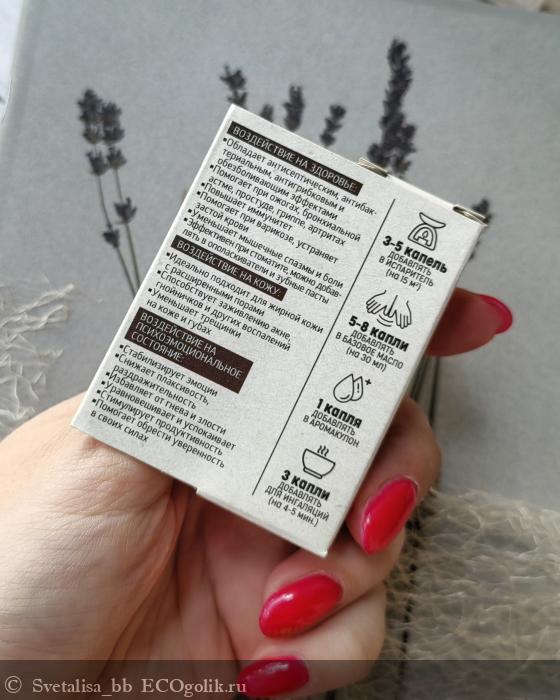 ВОЗДЕЙСТВИЕ НА ЗДОРОВЬЕ:
•Обладает антисептическим, антибак-
териальным, антигрибковым и
обезболивающим эффектами
•Помогает при ожогах, бронхиальной
астме, простуде, гриппе, артритах
•Повышает иммунитет
•Помогает при варикозе, устраняет
застой крови
•Уменьшает мышечные спазмы и боли
•Эффективен при стоматите, можно добав-
лять в ополаскиватели и зубные пасты
ВОЗДЕЙСТВИЕ НА КОЖУ:
•Идеально подходит для жирной кожи
с расширенными порами
•Способствует заживлению акне,
гнойничков и других воспалений
•Уменьшает трещинки
на коже и губах
ВОЗДЕЙСТВИЕ НА
ПСИХОЭМОЦИОНАЛЬНОЕ
СОСТОЯНИЕ:
•Стабилизирует эмоции
•Снижает плаксивость,
раздражительность
•Избавляет от гнева и злости
•Уравновешивает и успокаивает
•Стимулирует продуктивность
•Помогает обрести уверенность
в своих силах
3-5 капель
ДОБАВЛЯТЬ
В ИСПАРИТЕЛЬ
(на 15 м²)
5-8 капли
ДОБАВЛЯТЬ
В БАЗОВОЕ МАСЛО
(на 30 мл)
1 капля
ДОБАВЛЯТЬ
В АРОМАКУЛОН
3 капли
ДОБАВЛЯТЬ
ДЛЯ ИНГАЛЯЦИЙ
(на 4-5 мин.)
© Svetalisa_bb ECOgolik.ru